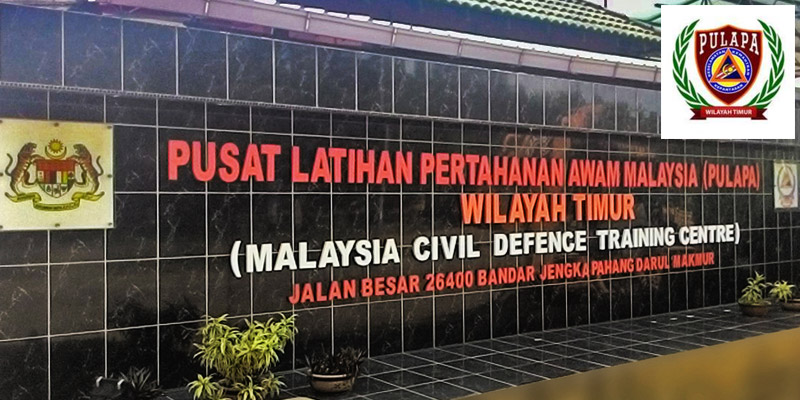 PULAPA
WILAYAH TIMUR
PUSAT LATIHAN PERTAHANAN AWAM MALAYSIA (PULAPA)
WILAYAH TIMUR
(MALAYSIA CIVIL DEFENCE TRAINING CENTRE)
JALAN BESAR 26400 BANDAR JENGKA PAHANG DARUL MAKMUR